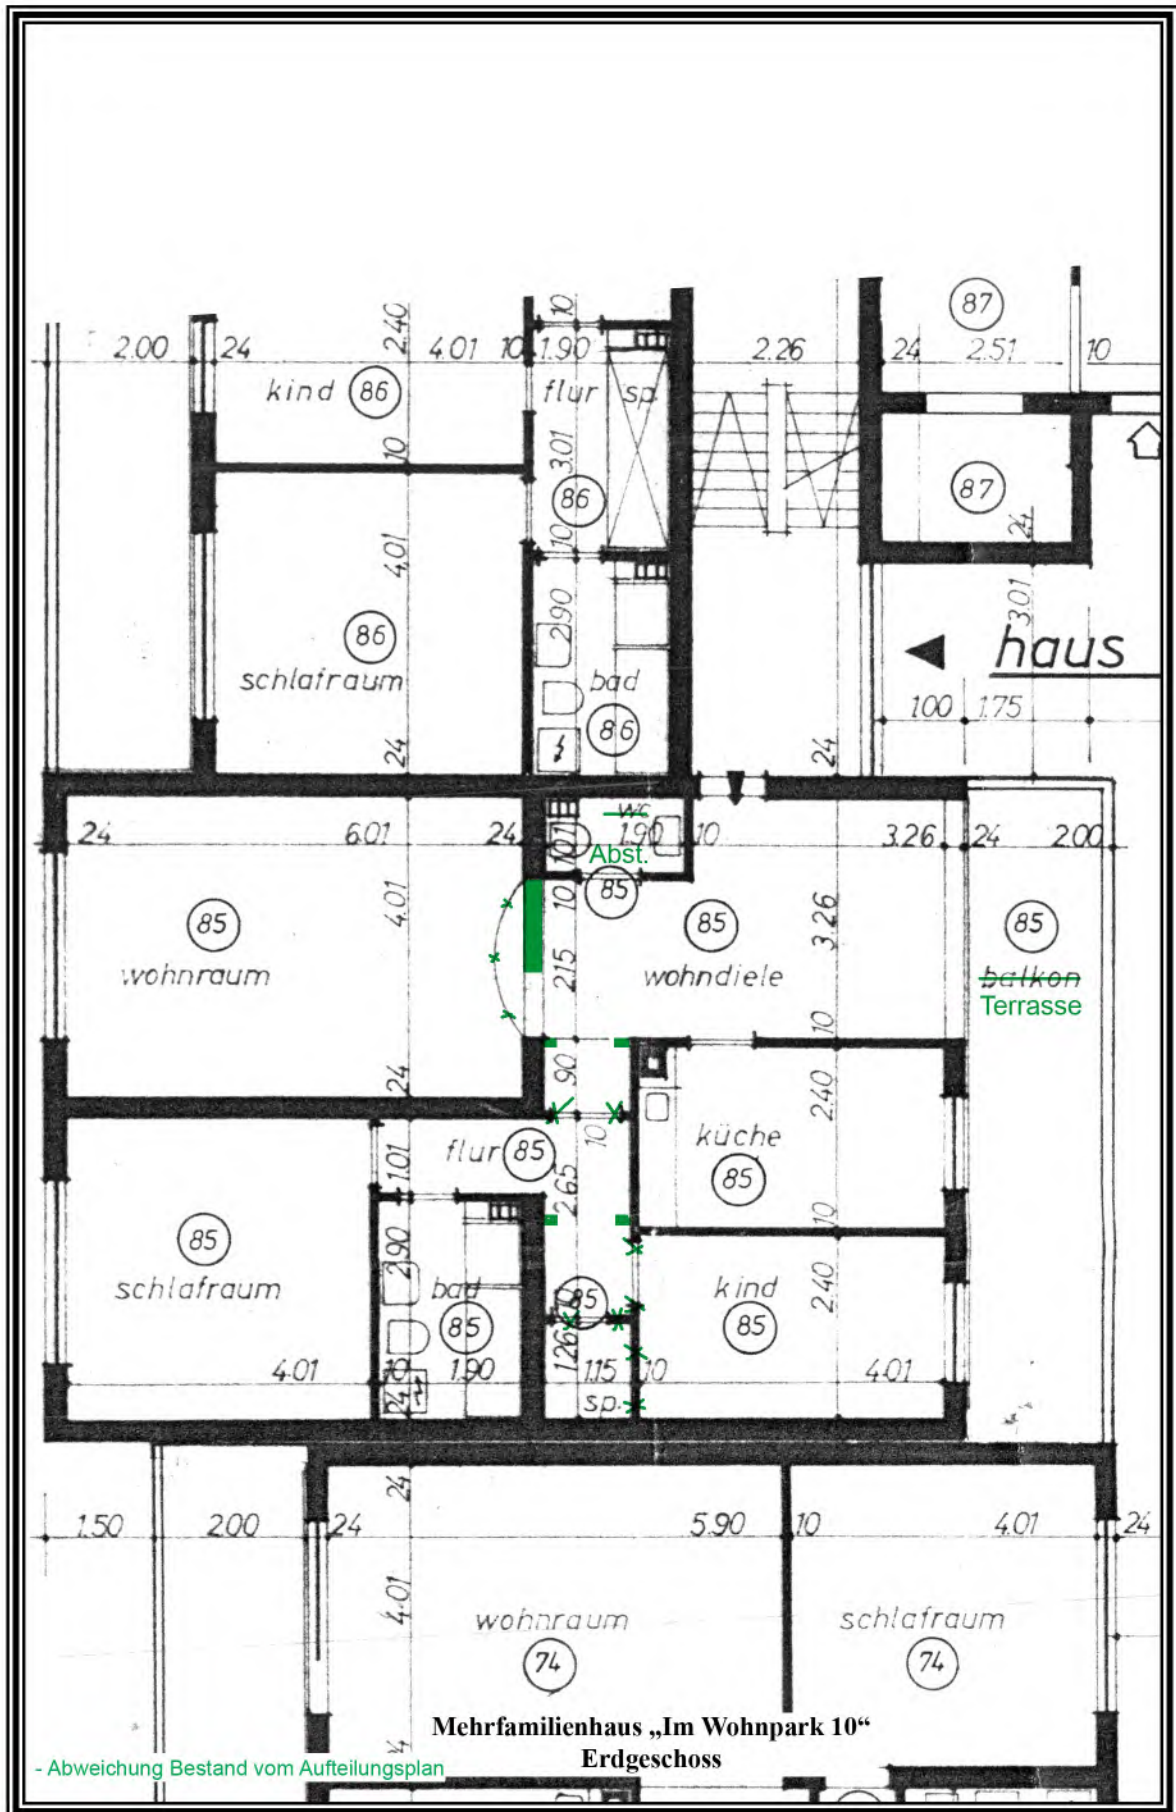 10
87
2.00 24 2.40 4.01 10 1.90 2.26 24 2.51 10
kind 86 flur sp.
10 3.01
86 87
10 24
4.01 2.90 3.01
86
schlafraum bad haus
86
100 1.75
24 24
wc
24 6.01 24 1.01 1.90 10 3.26 24 2.00
Abst.
85
4.01 10 3.26
85 85 85
wohnraum 215 wohndiele balkon
Terrasse
10
24 90 2.40
10 küche
flur 85
1.01 2.65 85
10
85 2.90 2.40
schlafraum bad kind
85 10 85 85
126
4.01 10 1.90 1.15 10 4.01
24 sp.
24
1.50 200 24 5.90 10 4.01 24
4.01
wohnraum schlafraum
74 74
Mehrfamilienhaus „Im Wohnpark 10“
Erdgeschoss
- Abweichung Bestand vom Aufteilungsplan